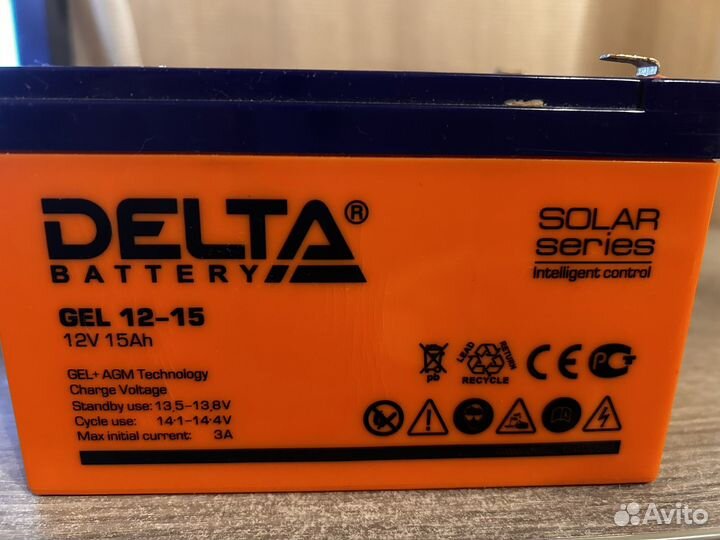 DELTA®
BATTERY
SOLAR
series
Intelligent control
GEL 12-15
12V 15Ah
GEL+ AGM Technology
Charge Voltage
Standby use: 13,5-13,8V
Cycle use: 14·1-14·4V
Max initial current: 3A
Pb
LEAD
RETURN
RECYCLE
CE
PC
Avito